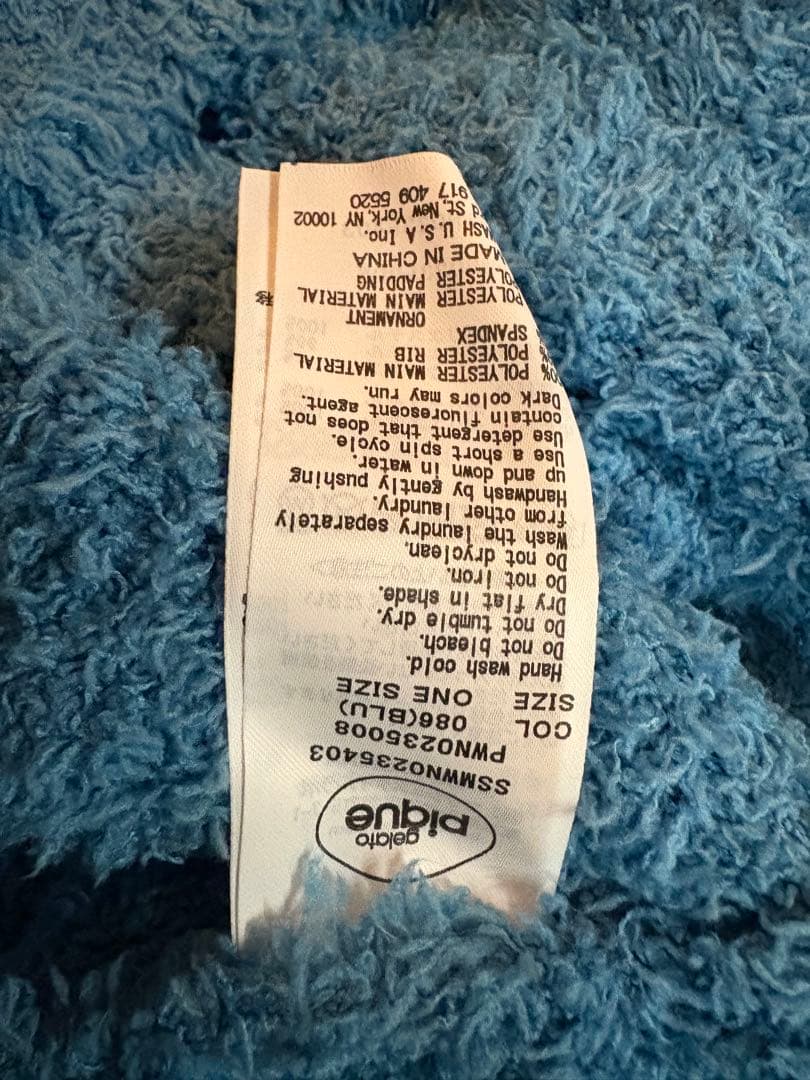 gelato
pique
SSMWN0235403
PWN0235008
COL 086(BLU)
SIZE ONE SIZE
Hand wash cold.
Do not bleach.
Do not tumble dry.
Dry flat in shade.
Do not iron.
Do not dryclean.
Wash the laundry separately
from other laundry.
Handwash by gently pushing
up and down in water.
Use a short spin cycle.
Use detergent that does not
contain fluorescent agent.
Dark colors may run.
POLYESTER MAIN MATERIAL
POLYESTER RIB
SPANDEX
ORNAMENT
POLYESTER MAIN MATERIAL
POLYESTER PADDING
MADE IN CHINA
U.S.A Inc.
St, New York, NY 10002
917 409 5520